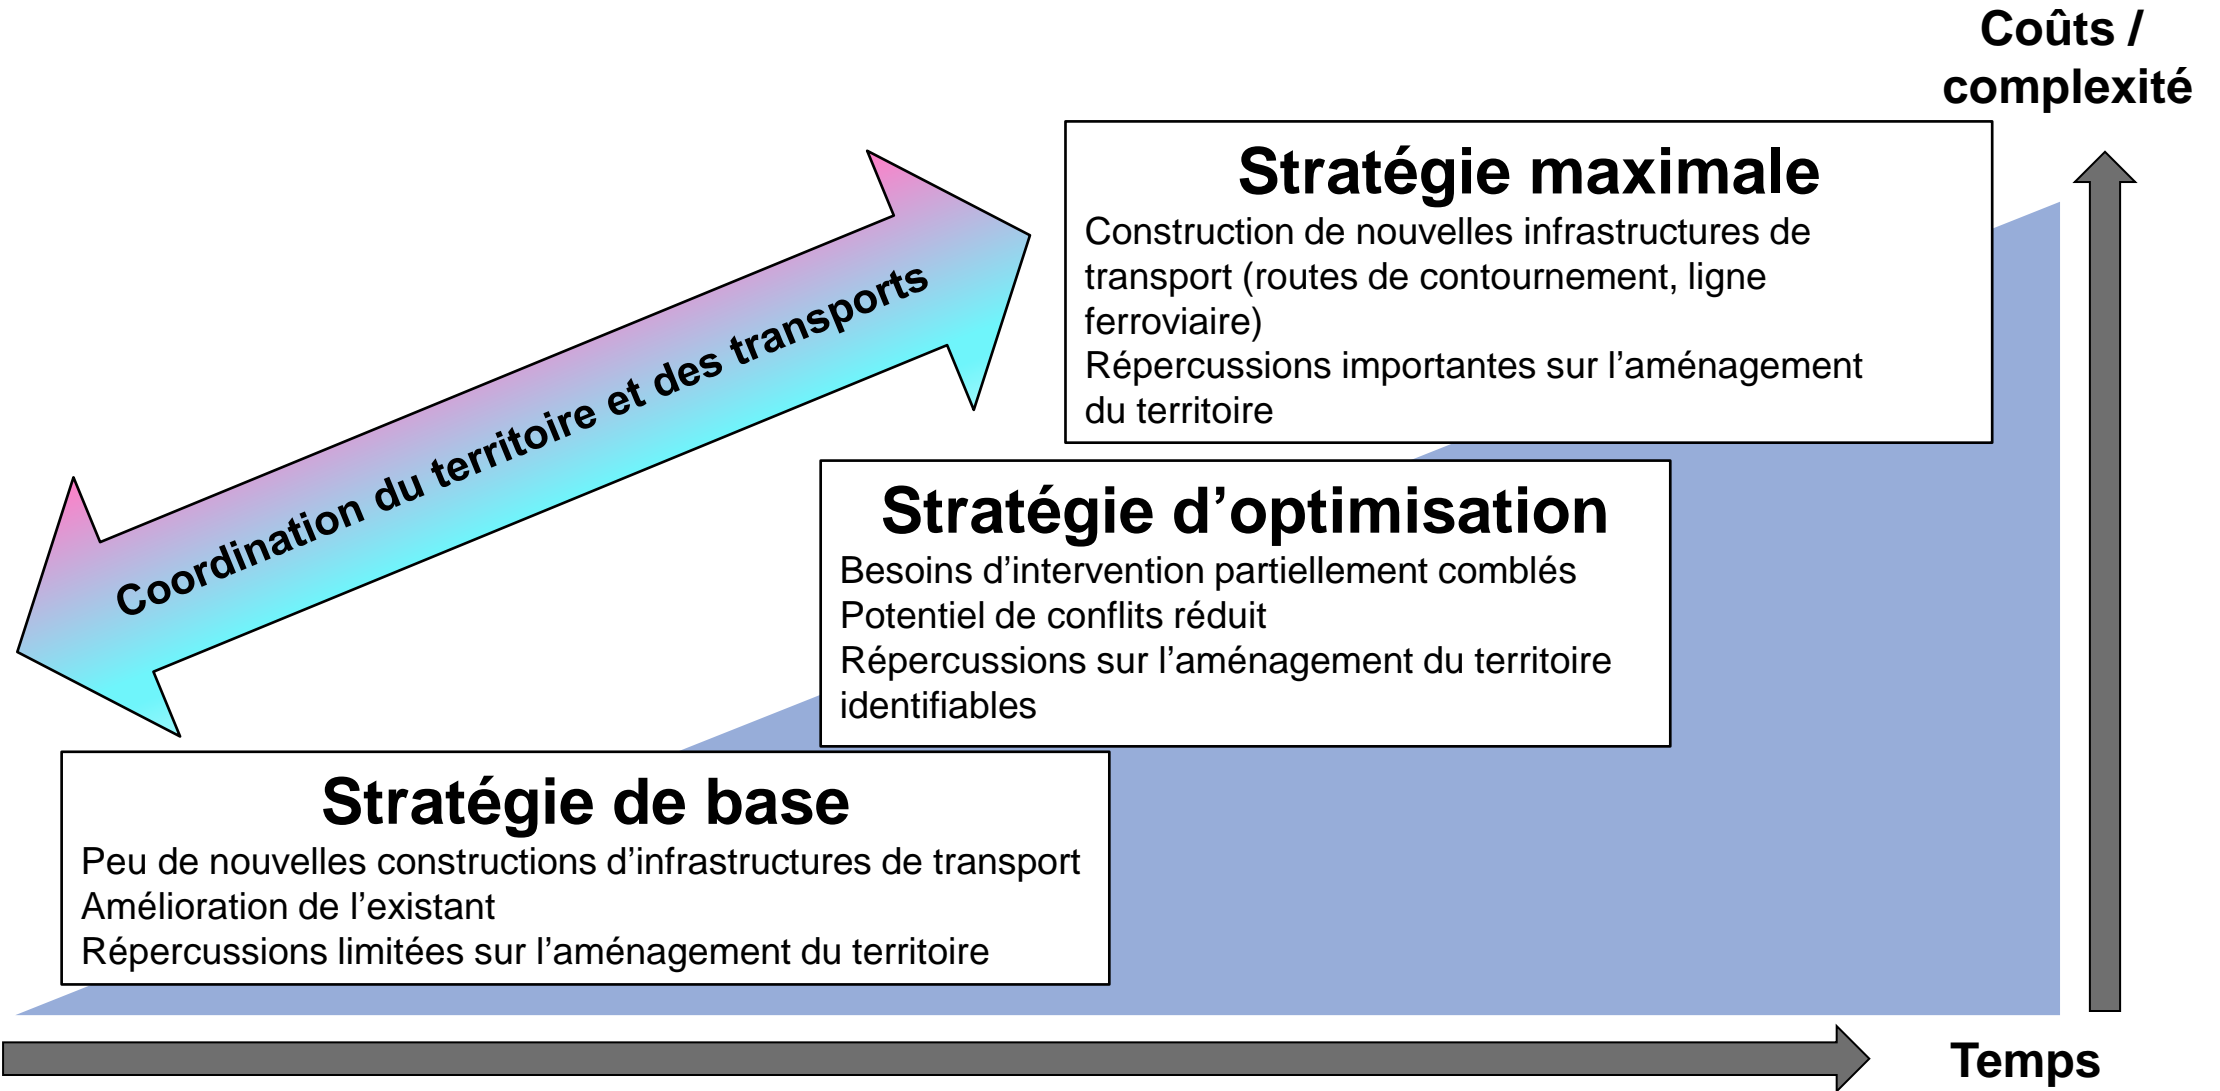 Coûts /
complexité
Stratégie maximale
Construction de nouvelles infrastructures de
transport (routes de contournement, ligne
ferroviaire)
Répercussions importantes sur l’aménagement
du territoire
Coordination du territoire et des transports
Stratégie d’optimisation
Besoins d’intervention partiellement comblés
Potentiel de conflits réduit
Répercussions sur l’aménagement du territoire
identifiables
Stratégie de base
Peu de nouvelles constructions d’infrastructures de transport
Amélioration de l’existant
Répercussions limitées sur l’aménagement du territoire
Temps